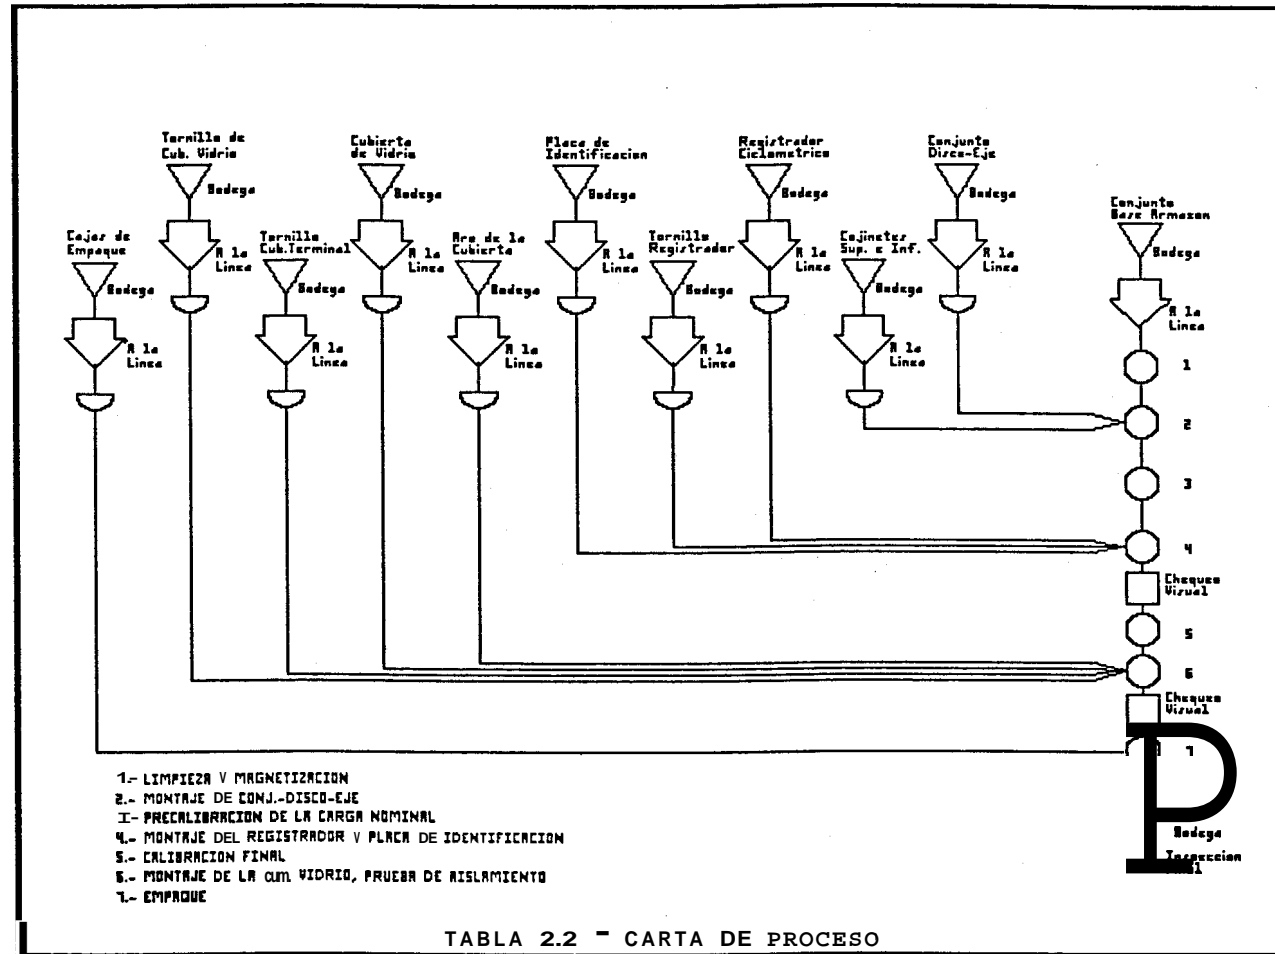 Tornillo de
Cub. Vidrio
Bodega
A la
Linea
Cubierta
de Vidrio
Bodega
A la
Linea
Placa de
Identificacion
Bodega
A la
Linea
Registrador
Ciclometrico
Bodega
A la
Linea
Conjunto
Disco-Eje
Bodega
A la
Linea
Conjunto
Base Armazon
Bodega
A la
Linea
Cajas de
Empaque
Bodega
A la
Linea
Tornillo
Cub.Terminal
Bodega
A la
Linea
Aro de la
Cubierta
Bodega
A la
Linea
Tornillo
Registrador
Bodega
A la
Linea
Cojinetes
Sup. e Inf.
Bodega
A la
Linea
1
2
3
4
Chequeo
Visual
5
6
Chequeo
Visual
7
Bodega
Inspeccion
1.- LIMPIEZA Y MAGNETIZACION
2.- MONTAJE DE CONJ.-DISCO-EJE
I- PRECALIBRACION DE LA CARGA NOMINAL
4.- MONTAJE DEL REGISTRADOR Y PLACA DE IDENTIFICACION
5.- CALIBRACION FINAL
6.- MONTAJE DE LA cum. VIDRIO, PRUEBA DE AISLAMIENTO
7.- EMPAQUE
TABLA 2.2 - CARTA DE PROCESO